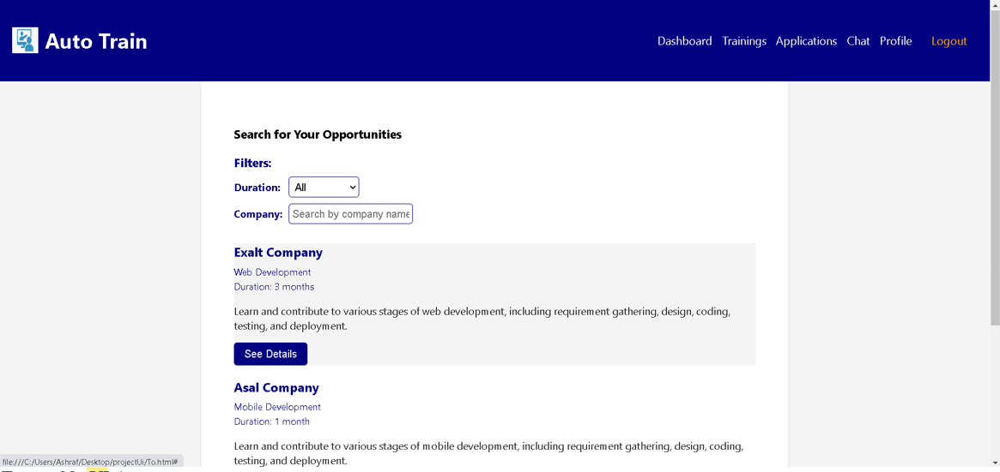 Auto Train
Dashboard Trainings Applications Chat Profile Logout
Search for Your Opportunities
Filters:
Duration: All
Company: Search by company name
Exalt Company
Web Development
Duration: 3 months
Learn and contribute to various stages of web development, including requirement gathering, design, coding,
testing, and deployment.
See Details
Asal Company
Mobile Development
Duration: 1 month
Learn and contribute to various stages of mobile development, including requirement gathering, design, coding,
testing, and deployment.
file:///C:/Users/Ashraf/Desktop/projectUi/To.html#